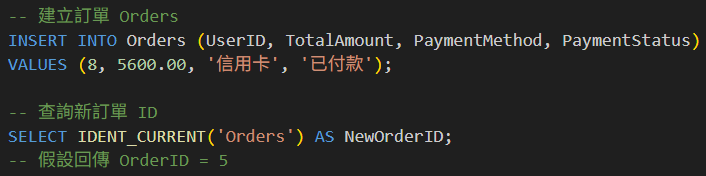 -- 建立訂單 Orders
INSERT INTO Orders (UserID, TotalAmount, PaymentMethod, PaymentStatus)
VALUES (8, 5600.00, '信用卡', '已付款');
-- 查詢新訂單 ID
SELECT IDENT_CURRENT('Orders') AS NewOrderID;
-- 假設回傳 OrderID = 5